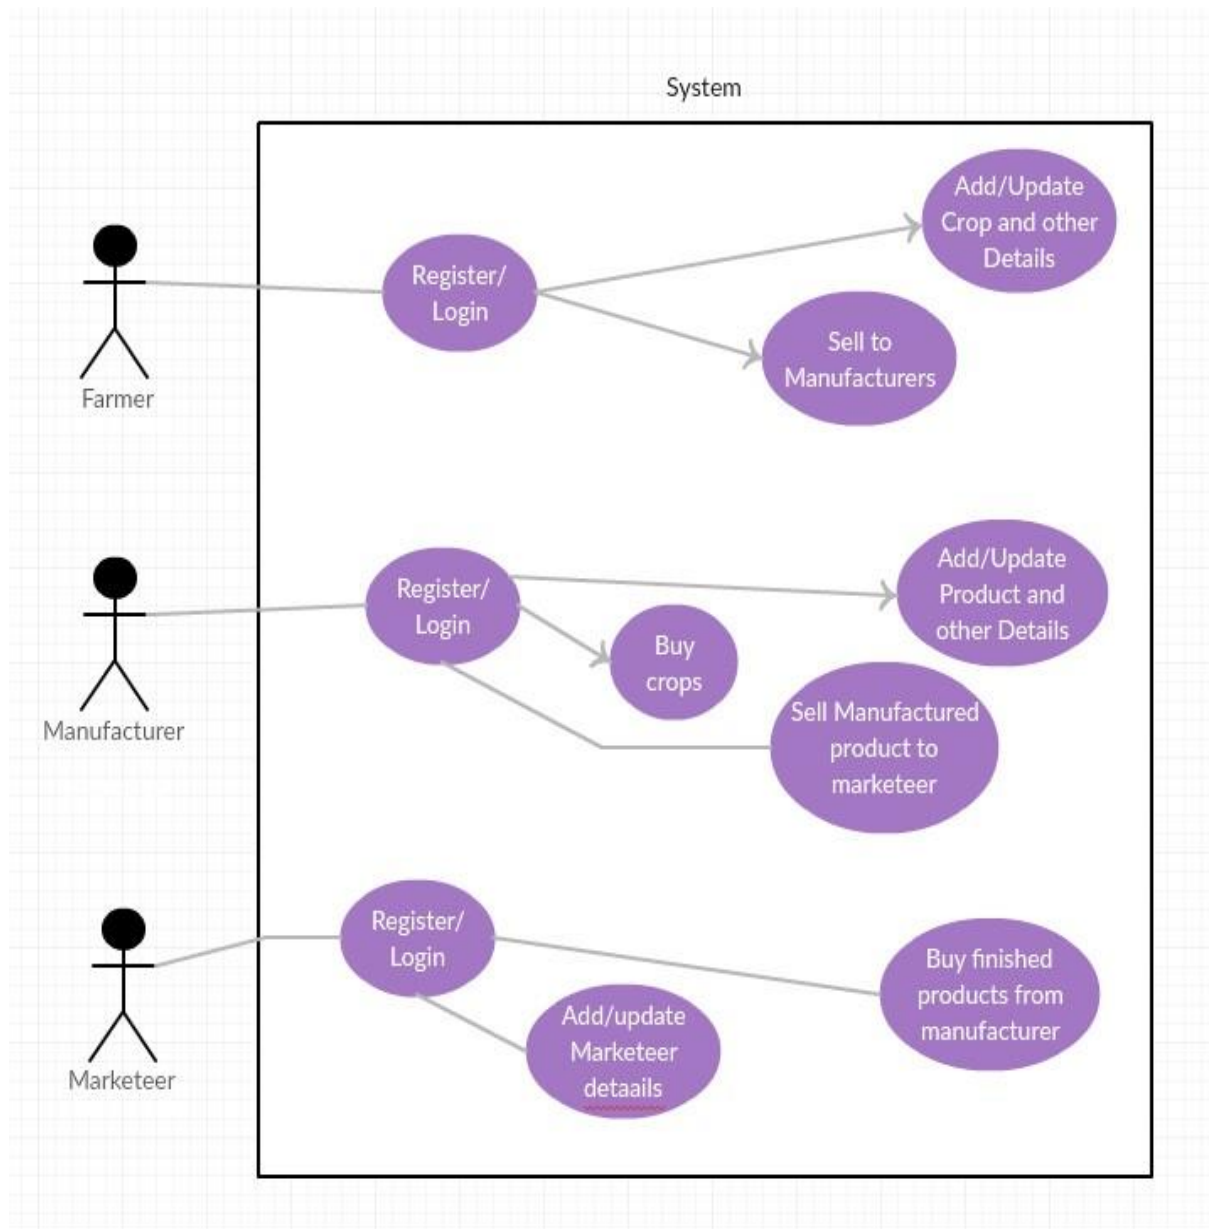 System
Add/Update
Crop and other
Details
Register/
Login
Sell to
Manufacturers
Farmer
Add/Update
Product and
other Details
Register/
Login
Buy
crops
Sell Manufactured
product to
marketeer
Manufacturer
Register/
Login
Buy finished
products from
manufacturer
Add/update
Marketeer
detaails
Marketeer